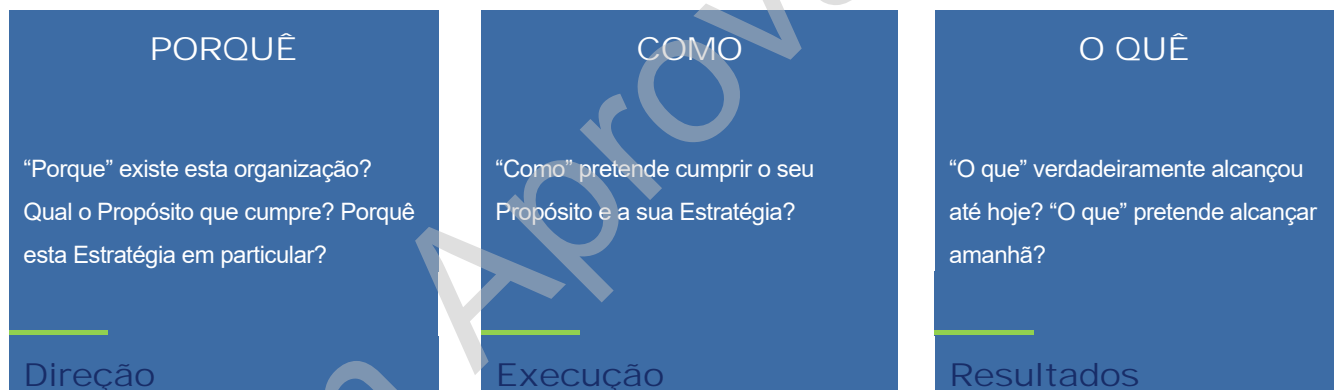 PORQUÊ
“Porque” existe esta organização?
Qual o Propósito que cumpre? Porquê
esta Estratégia em particular?
Direção
COMO
“Como” pretende cumprir o seu
Propósito e a sua Estratégia?
Execução
O QUÊ
“O que” verdadeiramente alcançou
até hoje? “O que” pretende alcançar
amanhã?
Resultados